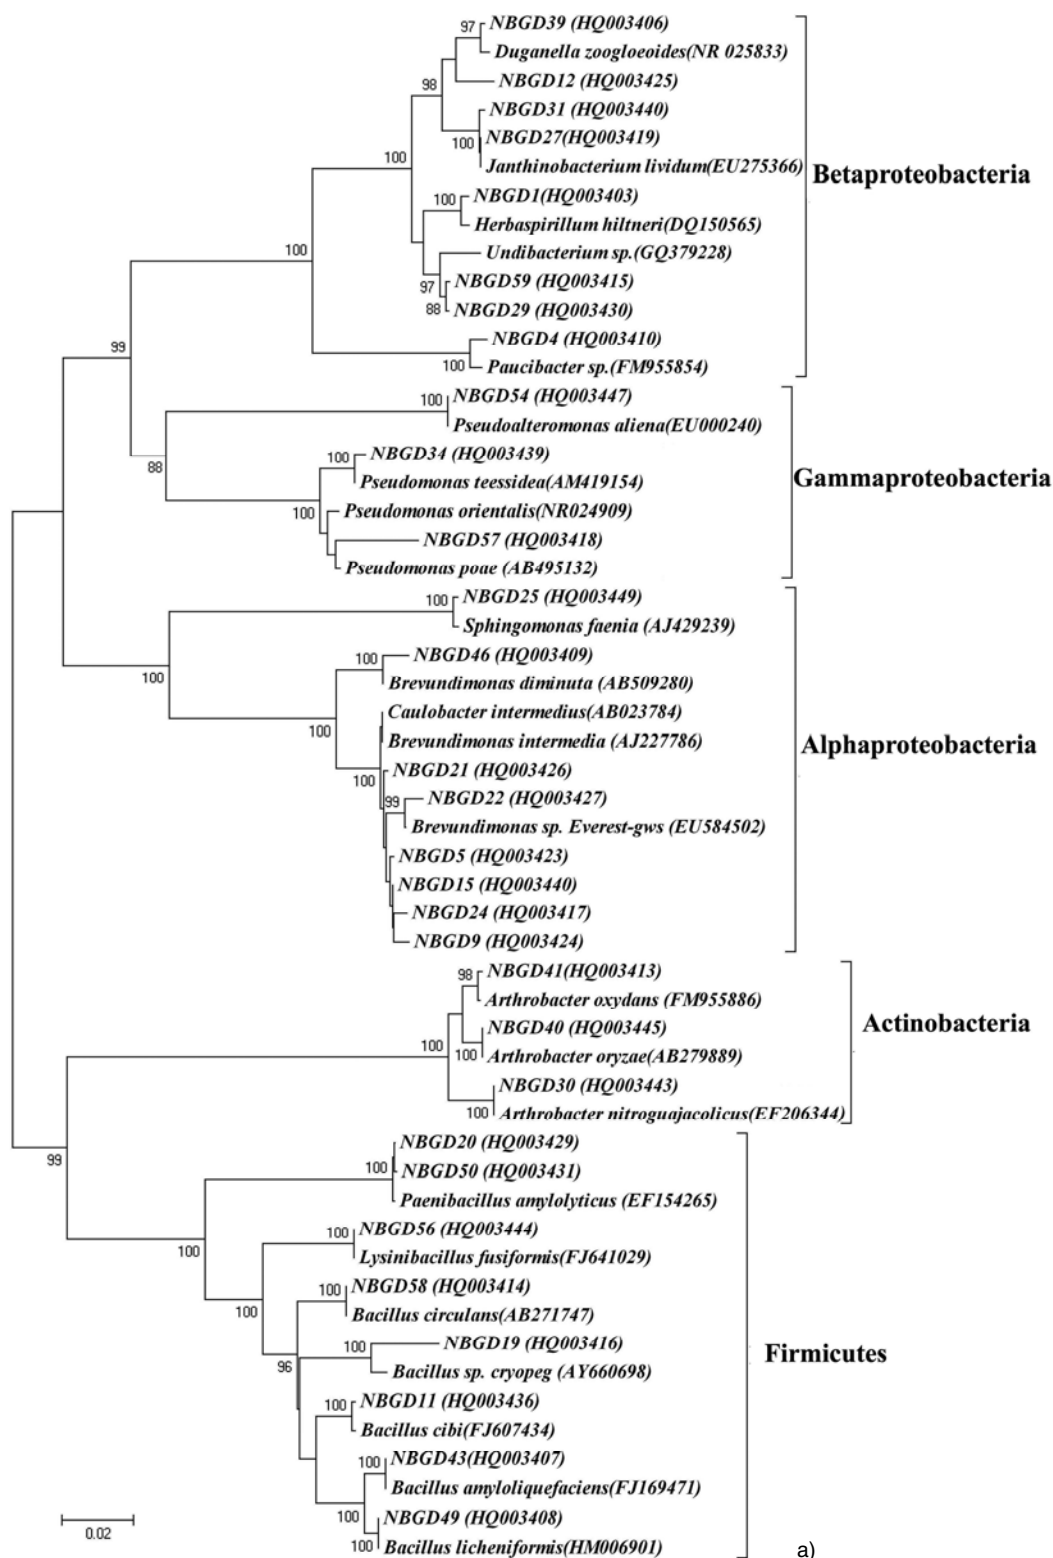 97
NBGD39 (HQ003406)
Duganella zoogloeoides(NR 025833)
98
NBGD12 (HQ003425)
NBGD31 (HQ003440)
100
NBGD27(HQ003419)
100
Janthinobacterium lividum(EU275366)
Betaproteobacteria
100
NBGD1(HQ003403)
Herbaspirillum hiltneri(DQ150565)
100
Undibacterium sp.(GQ379228)
97
NBGD59 (HQ003415)
88
NBGD29 (HQ003430)
NBGD4 (HQ003410)
99
100
Paucibacter sp.(FM955854)
100
NBGD54 (HQ003447)
Pseudoalteromonas aliena(EU000240)
88
100
NBGD34 (HQ003439)
Pseudomonas teessidea(AM419154)
Gammaproteobacteria
100
Pseudomonas orientalis(NR024909)
NBGD57 (HQ003418)
Pseudomonas poae (AB495132)
100
NBGD25 (HQ003449)
Sphingomonas faenia (AJ429239)
100
100
NBGD46 (HQ003409)
Brevundimonas diminuta (AB509280)
Caulobacter intermedius(AB023784)
100
Brevundimonas intermedia (AJ227786)
Alphaproteobacteria
100
NBGD21 (HQ003426)
99
NBGD22 (HQ003427)
Brevundimonas sp. Everest-gws (EU584502)
NBGD5 (HQ003423)
NBGD15 (HQ003440)
NBGD24 (HQ003417)
NBGD9 (HQ003424)
98
NBGD41(HQ003413)
Arthrobacter oxydans (FM955886)
Actinobacteria
NBGD40 (HQ003445)
100
100
Arthrobacter oryzae(AB279889)
NBGD30 (HQ003443)
100
Arthrobacter nitroguajacolicus(EF206344)
99
NBGD20 (HQ003429)
100
NBGD50 (HQ003431)
Paenibacillus amylolyticus (EF154265)
100
100
NBGD56 (HQ003444)
Lysinibacillus fusiformis(FJ641029)
100
100
NBGD58 (HQ003414)
Bacillus circulans(AB271747)
100
NBGD19 (HQ003416)
Firmicutes
96
Bacillus sp. cryopeg (AY660698)
100
NBGD11 (HQ003436)
Bacillus cibi(FJ607434)
100
NBGD43(HQ003407)
Bacillus amyloliquefaciens(FJ169471)
100
NBGD49 (HQ003408)
100
Bacillus licheniformis(HM006901)
0.02
a)